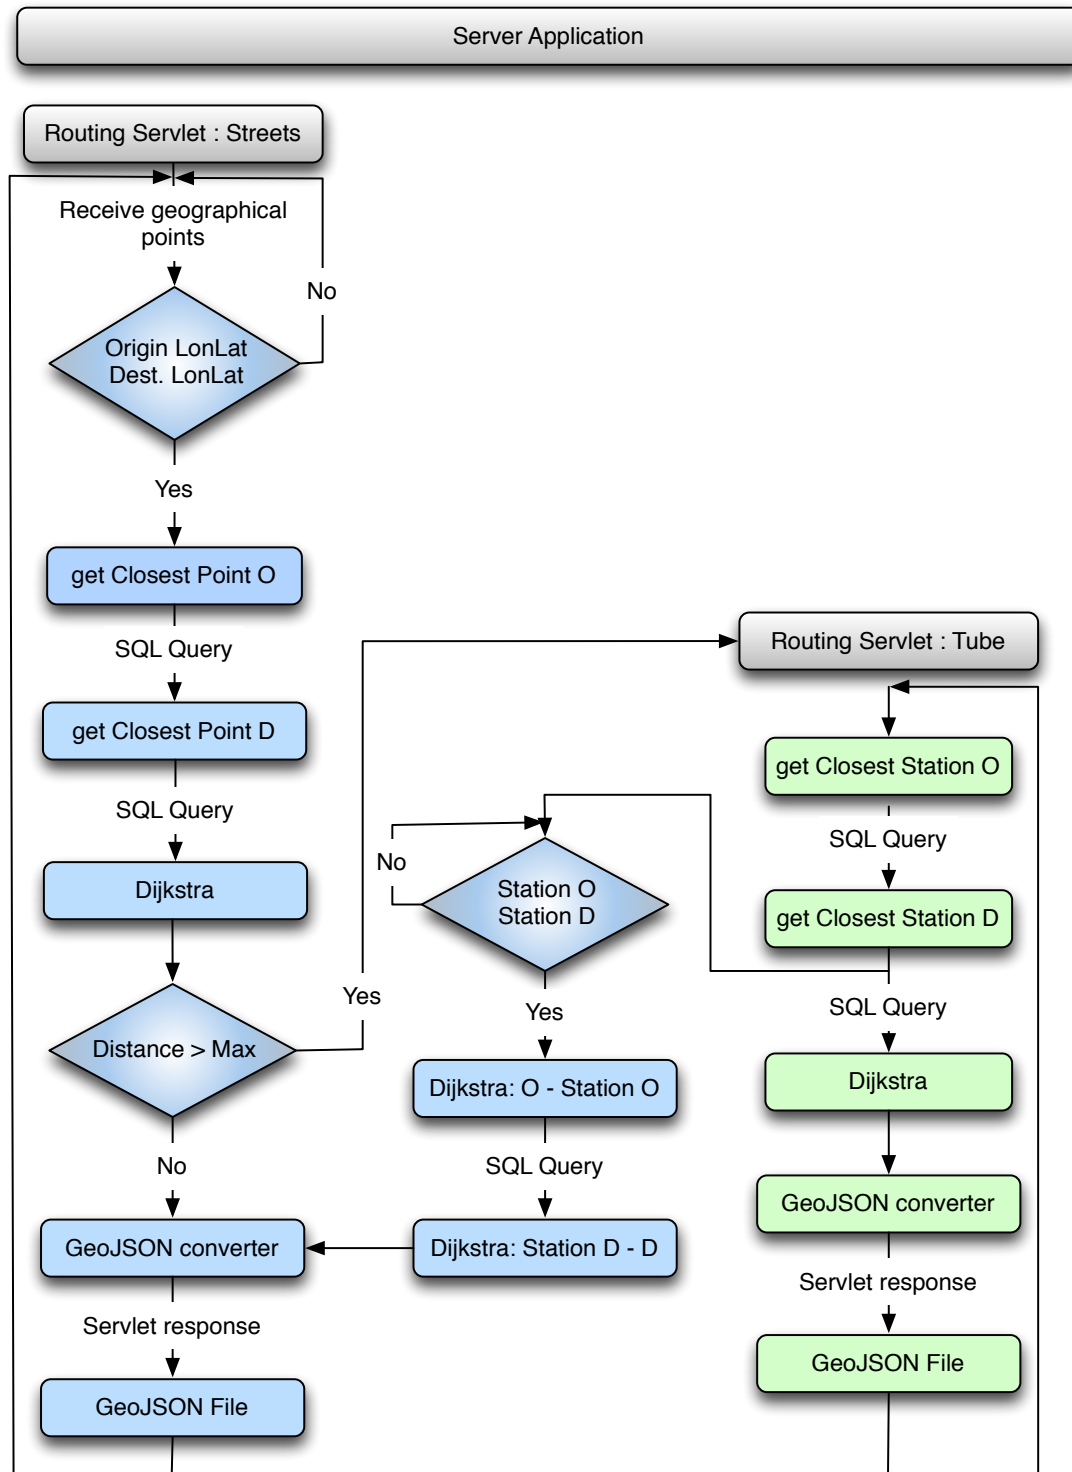 Server Application
Routing Servlet : Streets
Receive geographical
points
No
Origin LonLat
Dest. LonLat
Yes
get Closest Point O
SQL Query
get Closest Point D
SQL Query
Dijkstra
Distance > Max
Yes
No
GeoJSON converter
Servlet response
GeoJSON File
No
Station O
Station D
Yes
Dijkstra: O - Station O
SQL Query
Dijkstra: Station D - D
Routing Servlet : Tube
get Closest Station O
SQL Query
get Closest Station D
SQL Query
Dijkstra
GeoJSON converter
Servlet response
GeoJSON File